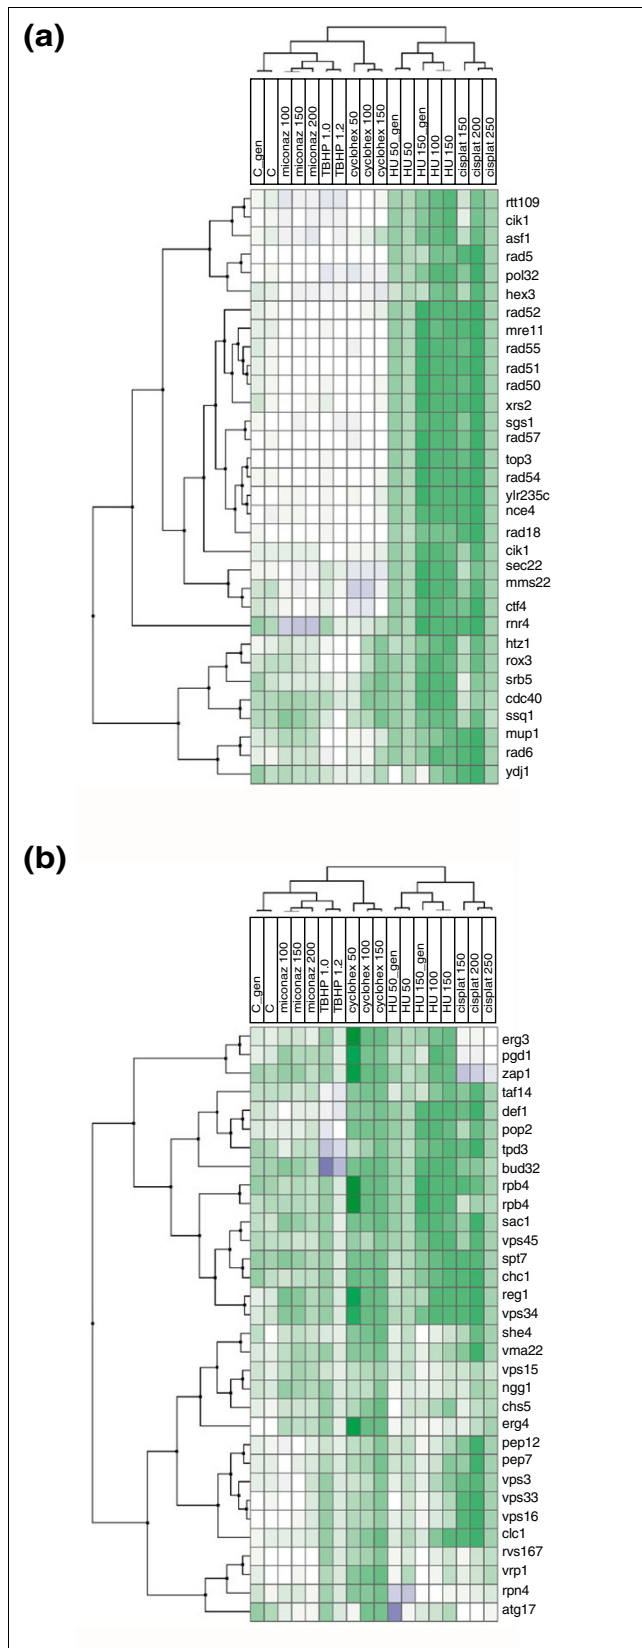 (a)
C_gen
C
miconaz 100
miconaz 150
miconaz 200
TBHP 1.0
TBHP 1.2
cyclohex 50
cyclohex 100
cyclohex 150
HU 50_gen
HU 50
HU 150_gen
HU 100
HU 150
cisplat 150
cisplat 200
cisplat 250
rtt109
cik1
asf1
rad5
pol32
hex3
rad52
mre11
rad55
rad51
rad50
xrs2
sgs1
rad57
top3
rad54
ylr235c
nce4
rad18
cik1
sec22
mms22
ctf4
rnr4
htz1
rox3
srb5
cdc40
ssq1
mup1
rad6
ydj1
(b)
C_gen
C
miconaz 100
miconaz 150
miconaz 200
TBHP 1.0
TBHP 1.2
cyclohex 50
cyclohex 100
cyclohex 150
HU 50_gen
HU 50
HU 150_gen
HU 100
HU 150
cisplat 150
cisplat 200
cisplat 250
erg3
pgd1
zap1
taf14
def1
pop2
tpd3
bud32
rpb4
rpb4
sac1
vps45
spt7
chc1
reg1
vps34
she4
vma22
vps15
ngg1
chs5
erg4
pep12
pep7
vps3
vps33
vps16
clc1
rvs167
vrp1
rpn4
atg17